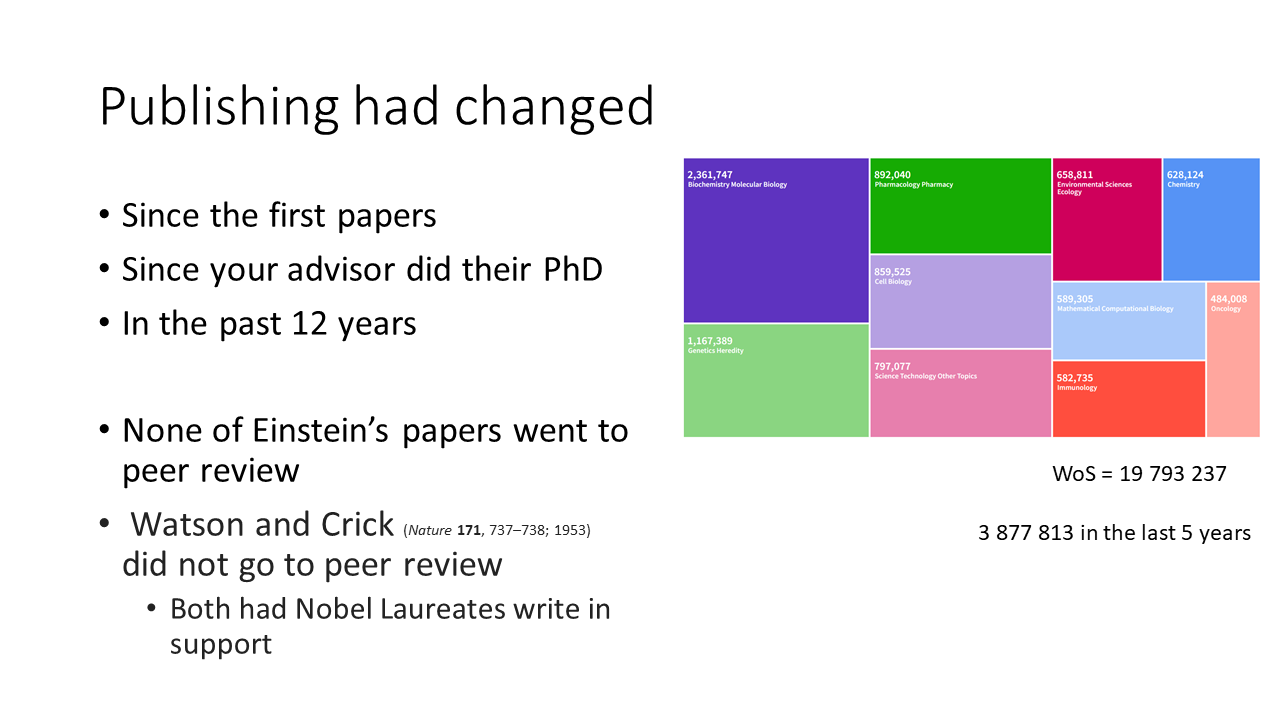 Publishing had changed
• Since the first papers
• Since your advisor did their PhD
• In the past 12 years
• None of Einstein’s papers went to
peer review
• Watson and Crick (Nature 171, 737–738; 1953)
did not go to peer review
• Both had Nobel Laureates write in
support
2,361,747
Biochemistry Molecular Biology
1,167,389
Genetics Heredity
892,040
Pharmacology Pharmacy
859,525
Cell Biology
797,077
Science Technology Other Topics
658,811
Environmental Sciences
Ecology
628,124
Chemistry
589,305
Mathematical Computational Biology
484,008
Oncology
582,735
Immunology
WoS = 19 793 237
3 877 813 in the last 5 years